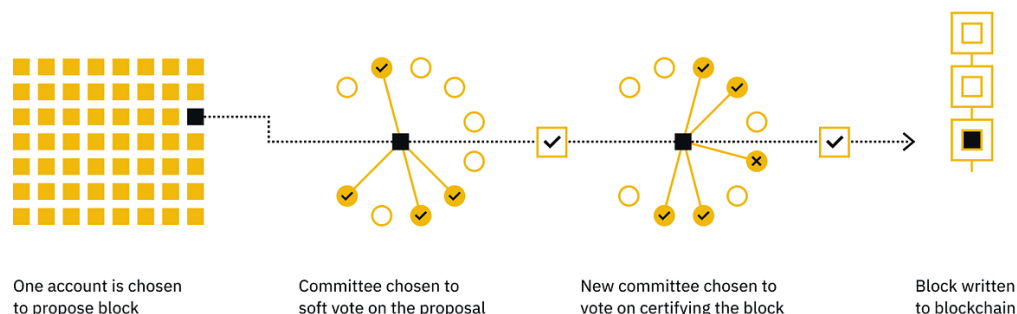 One account is chosen
to propose block
Committee chosen to
soft vote on the proposal
New committee chosen to
vote on certifying the block
Block written
to blockchain